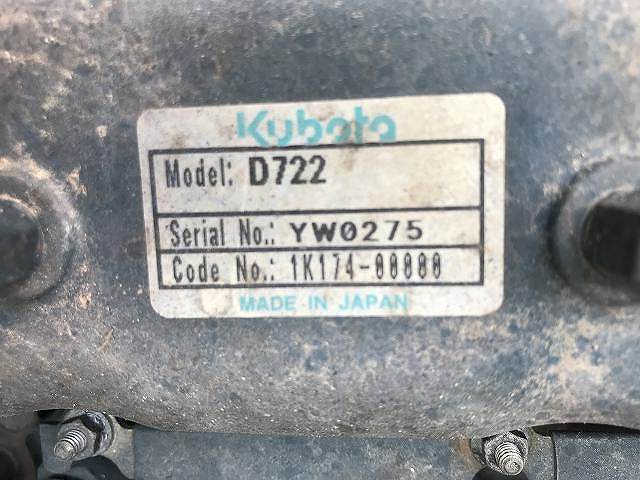 Kubota
Model: D722
Serial No.: YW0275
Code No.: 1K174-00000
MADE IN JAPAN